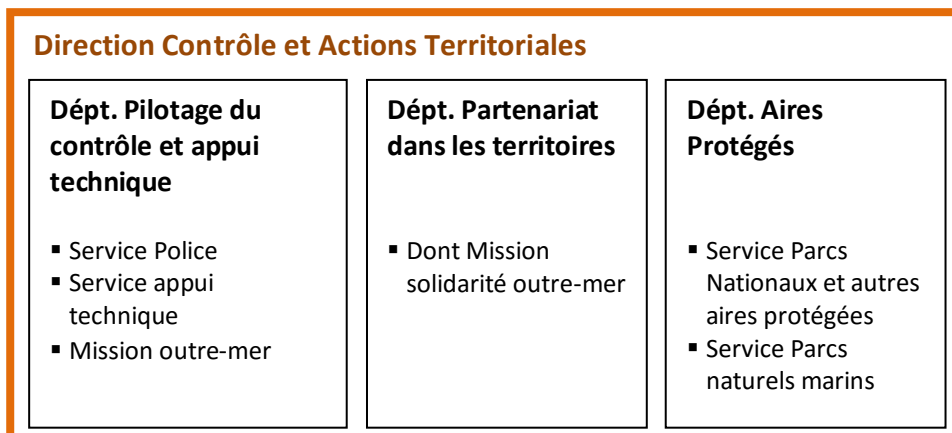 Direction Contrôle et Actions Territoriales
Dépt. Pilotage du
contrôle et appui
technique
▪ Service Police
▪ Service appui
technique
▪ Mission outre-mer
Dépt. Partenariat
dans les territoires
▪ Dont Mission
solidarité outre-mer
Dépt. Aires
Protégés
▪ Service Parcs
Nationaux et autres
aires protégées
▪ Service Parcs
naturels marins